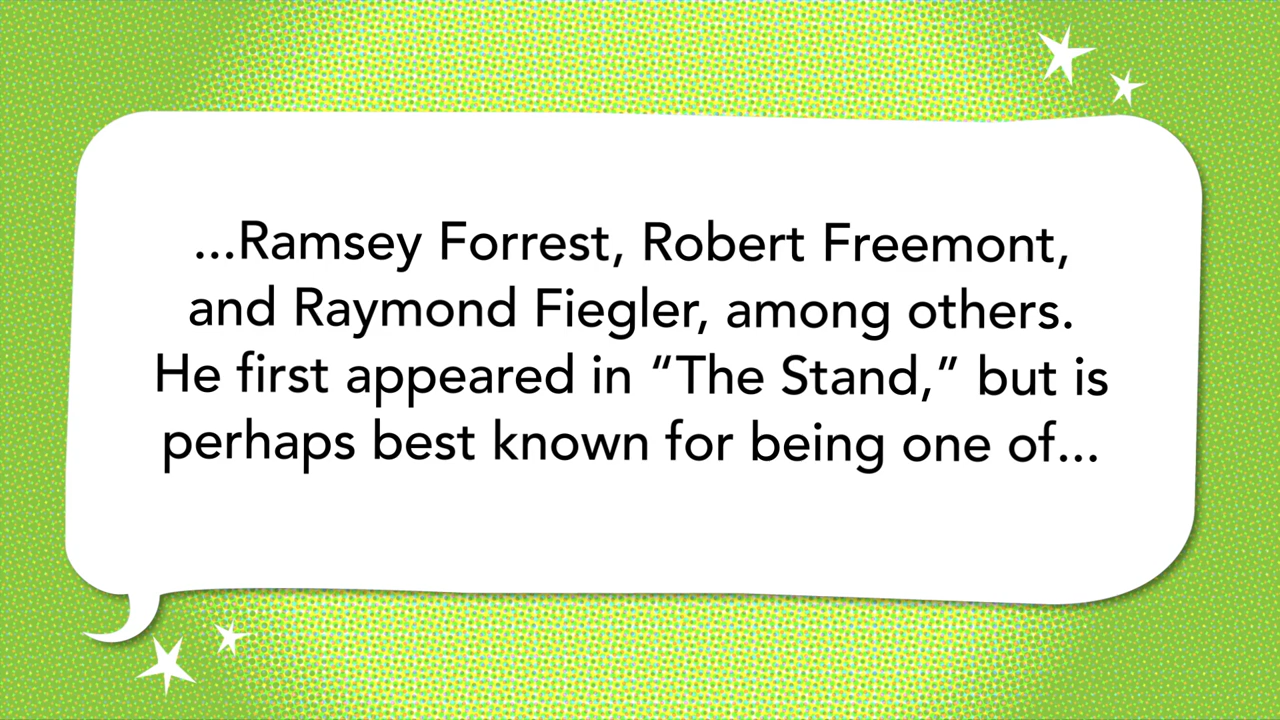 ...Ramsey Forrest, Robert Freemont,
and Raymond Fiegler, among others.
He first appeared in “The Stand,” but is
perhaps best known for being one of...